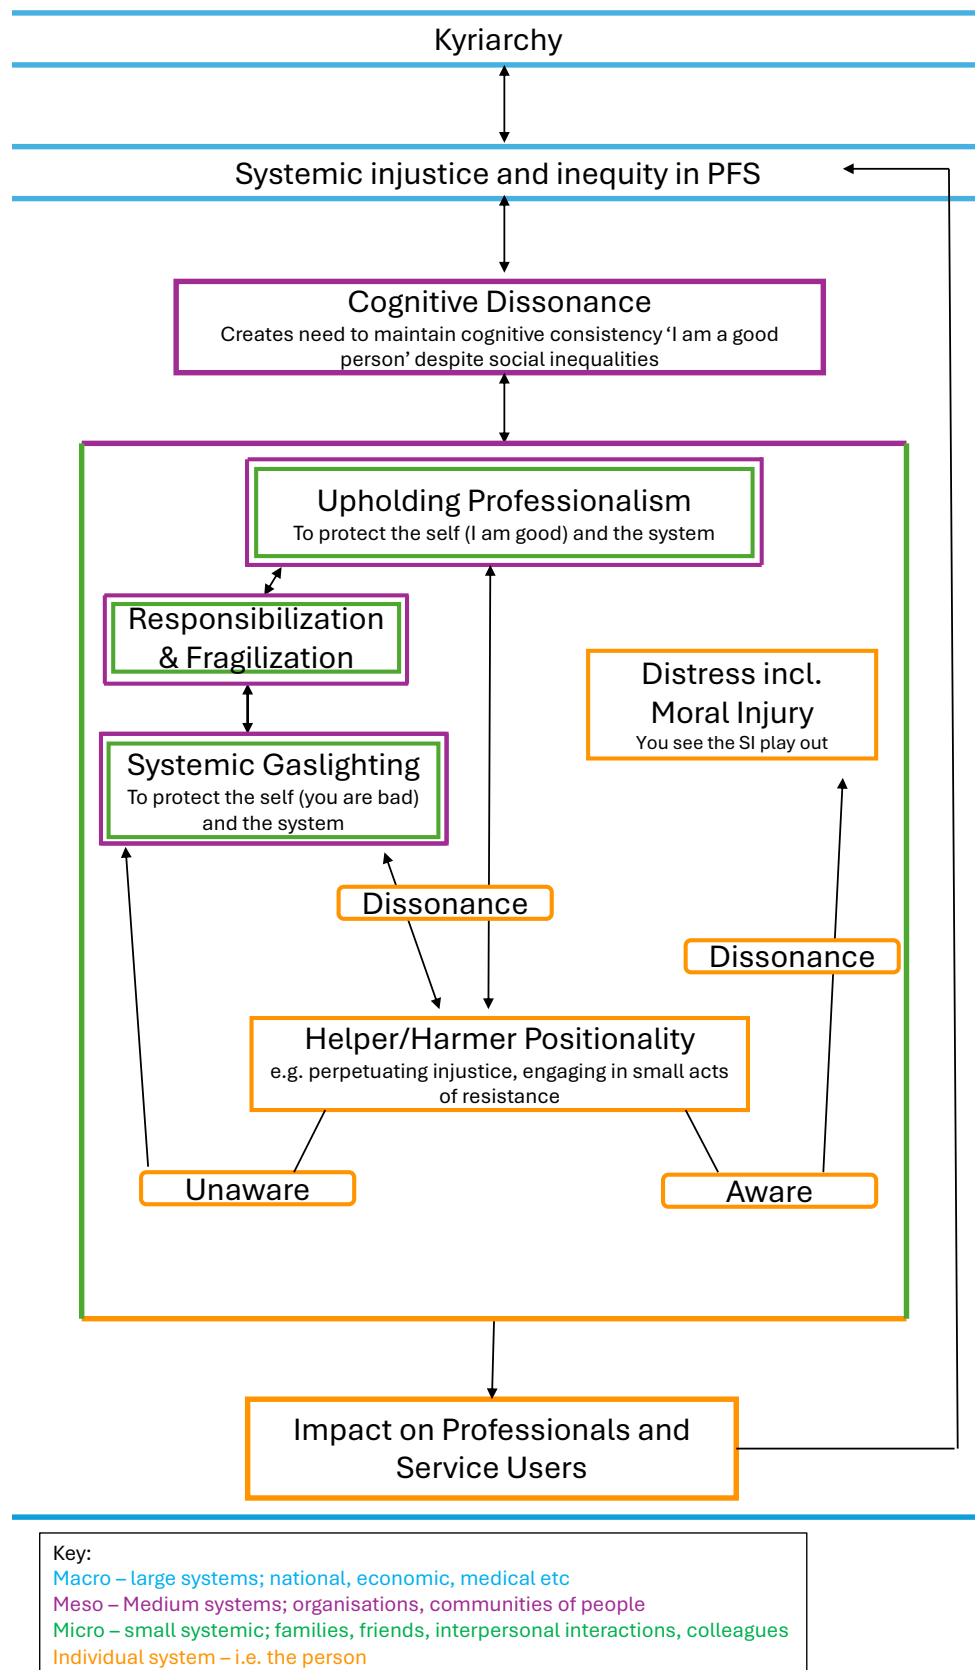 Kyriarchy
Systemic injustice and inequity in PFS
Cognitive Dissonance
Creates need to maintain cognitive consistency ‘I am a good
person’ despite social inequalities
Upholding Professionalism
To protect the self (I am good) and the system
Responsibilization
& Fragilization
Distress incl.
Moral Injury
You see the SI play out
Systemic Gaslighting
To protect the self (you are bad)
and the system
Dissonance
Dissonance
Helper/Harmer Positionality
e.g. perpetuating injustice, engaging in small acts
of resistance
Unaware
Aware
Impact on Professionals and
Service Users
Key:
Macro – large systems; national, economic, medical etc
Meso – Medium systems; organisations, communities of people
Micro – small systemic; families, friends, interpersonal interactions, colleagues
Individual system – i.e. the person